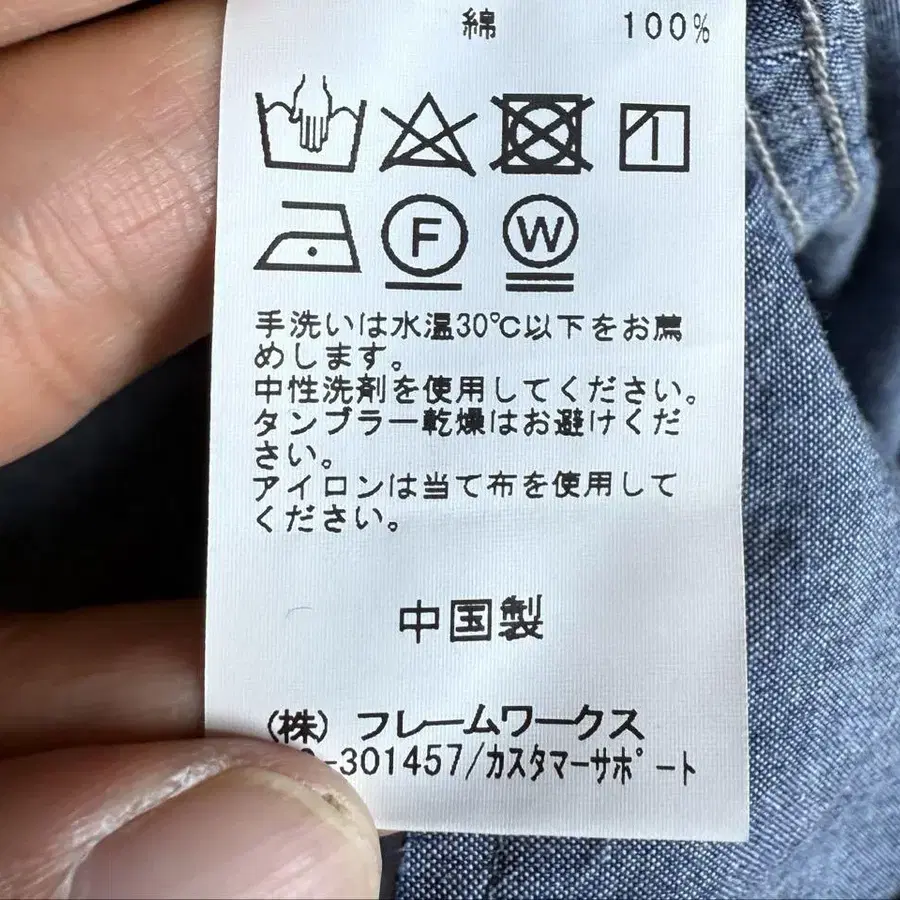 綿 100%
F W
手洗いは水温30℃以下をお薦
めします。
中性洗剤を使用してください。
タンブラー乾燥はお避けくだ
さい。
アイロンは当て布を使用して
ください。
中国製
(株) フレームワークス
-301457/カスタマーサポート